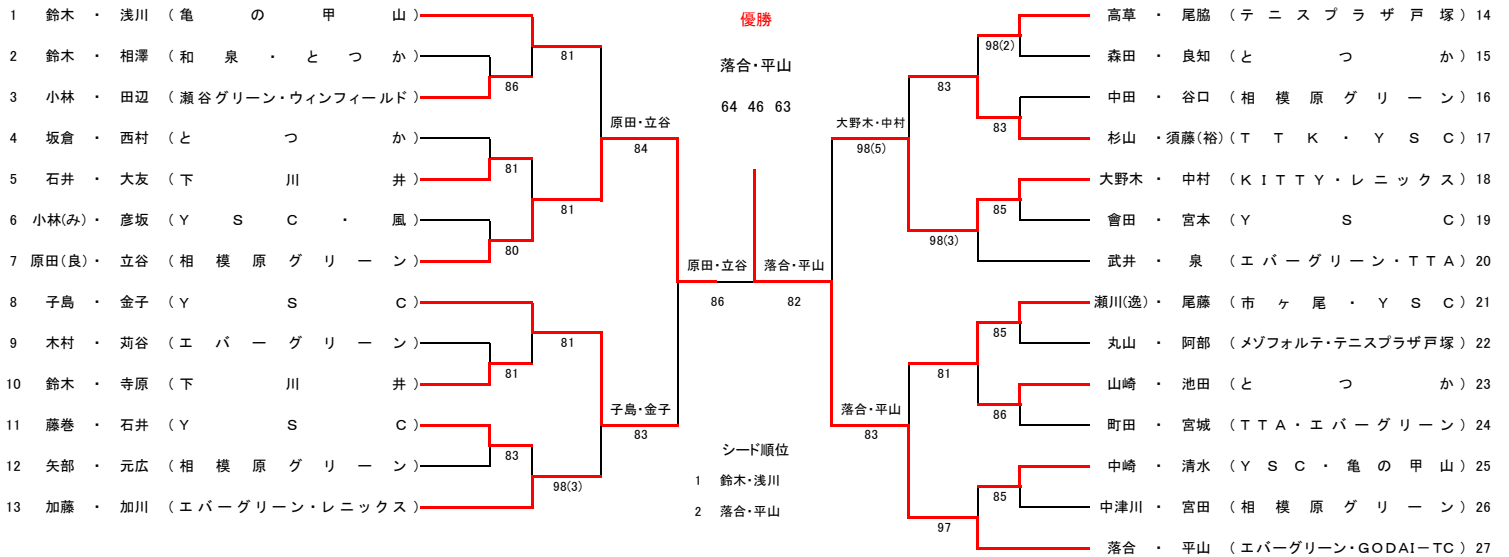 1 鈴木 ・ 浅川 (亀の甲山)
2 鈴木 ・ 相澤 (和泉・とつか)
3 小林 ・ 田辺 (瀬谷グリーン・ウィンフィールド)
4 坂倉 ・ 西村 (とつか)
5 石井 ・ 大友 (下川井)
6 小林(み) ・ 彦坂 (YSC・風)
7 原田(良) ・ 立谷 (相模原グリーン)
8 子島 ・ 金子 (YSC)
9 木村 ・ 苅谷 (エバーグリーン)
10 鈴木 ・ 寺原 (下川井)
11 藤巻 ・ 石井 (YSC)
12 矢部 ・ 元広 (相模原グリーン)
13 加藤 ・ 加川 (エバーグリーン・レニックス)
86
81
80
81
83
81
81
81
98(3)
原田・立谷
84
子島・金子
83
原田・立谷
86
優勝
落合・平山
64 46 63
落合・平山
82
シード順位
1 鈴木・浅川
2 落合・平山
大野木・中村
98(5)
落合・平山
83
83
98(3)
81
97
98(2)
83
85
85
86
85
高草 ・ 尾脇 (テニスプラザ戸塚) 14
森田 ・ 良知 (とつか) 15
中田 ・ 谷口 (相模原グリーン) 16
杉山 ・ 須藤(裕) (TTK・YSC) 17
大野木 ・ 中村 (KITTY・レニックス) 18
會田 ・ 宮本 (YSC) 19
武井 ・ 泉 (エバーグリーン・TTA) 20
瀬川(逸) ・ 尾藤 (市ヶ尾・YSC) 21
丸山 ・ 阿部 (メゾフォルテ・テニスプラザ戸塚) 22
山崎 ・ 池田 (とつか) 23
町田 ・ 宮城 (TTA・エバーグリーン) 24
中崎 ・ 清水 (YSC・亀の甲山) 25
中津川 ・ 宮田 (相模原グリーン) 26
落合 ・ 平山 (エバーグリーン・GODAI－TC) 27